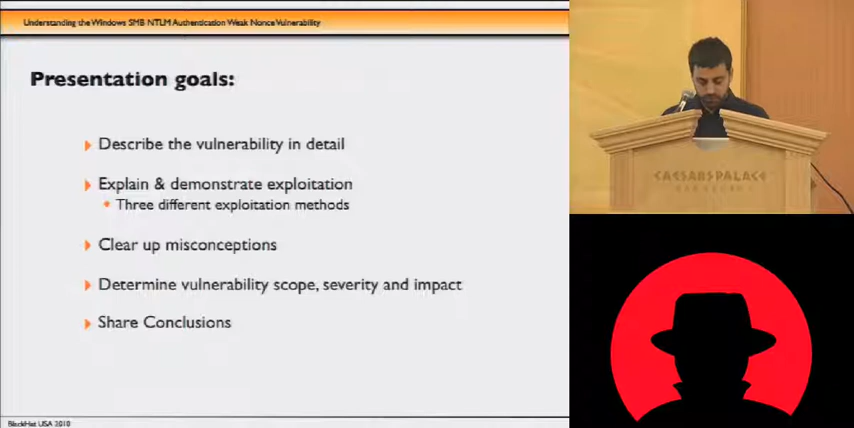 Understanding the Windows SMB NTLM Authentication Weak Nonce Vulnerability
Presentation goals:
Describe the vulnerability in detail
Explain & demonstrate exploitation
Three different exploitation methods
Clear up misconceptions
Determine vulnerability scope, severity and impact
Share Conclusions
BlackHat USA 2010
CAESARS PALACE